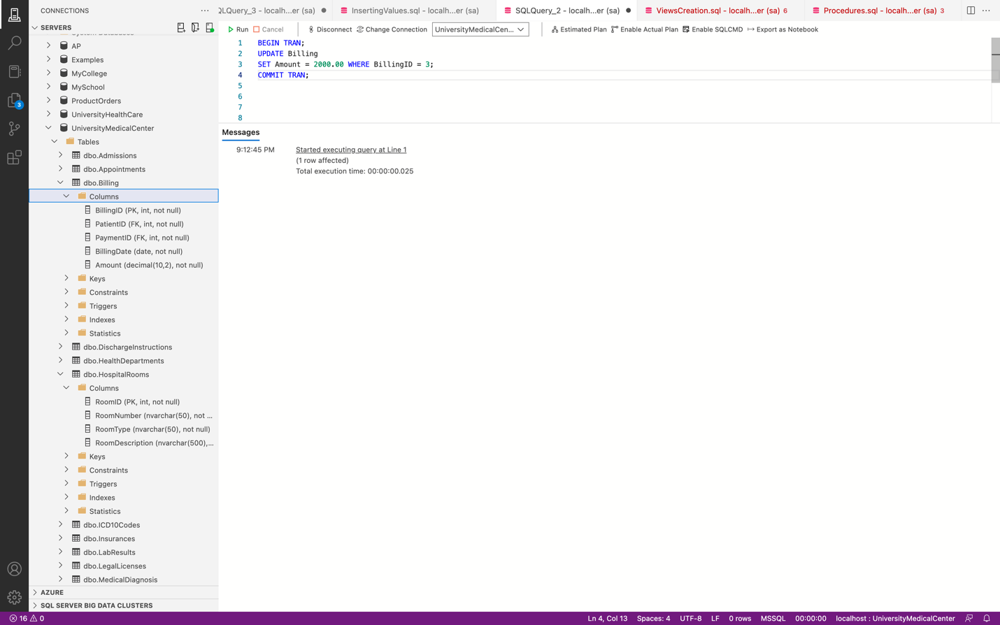 CONNECTIONS
SERVERS
System Databases
AP
Examples
MyCollege
MySchool
ProductOrders
UniversityHealthCare
UniversityMedicalCenter
Tables
dbo.Admissions
dbo.Appointments
dbo.Billing
Columns
BillingID (PK, int, not null)
PatientID (FK, int, not null)
PaymentID (FK, int, not null)
BillingDate (date, not null)
Amount (decimal(10,2), not null)
Keys
Constraints
Triggers
Indexes
Statistics
dbo.DischargeInstructions
dbo.HealthDepartments
dbo.HospitalRooms
Columns
RoomID (PK, int, not null)
RoomNumber (nvarchar(50), not ...
RoomType (nvarchar(50), not null)
RoomDescription (nvarchar(500),...
Keys
Constraints
Triggers
Indexes
Statistics
dbo.ICD10Codes
dbo.Insurances
dbo.LabResults
dbo.LegalLicenses
dbo.MedicalDiagnosis
AZURE
SQL SERVER BIG DATA CLUSTERS
3
QLQuery_3 - localh...er (sa) InsertingValues.sql - localh...er (sa) SQLQuery_2 - localh...er (sa) ViewsCreation.sql - localh...er (sa) 6 Procedures.sql - localh...er (sa) 3
Run Cancel Disconnect Change Connection UniversityMedicalCen... Estimated Plan Enable Actual Plan Enable SQLCMD Export as Notebook
1 BEGIN TRAN;
2 UPDATE Billing
3 SET Amount = 2000.00 WHERE BillingID = 3;
4 COMMIT TRAN;
5
6
7
8
Messages
9:12:45 PM Started executing query at Line 1
(1 row affected)
Total execution time: 00:00:00.025
16 0 Ln 4, Col 13 Spaces: 4 UTF-8 LF 0 rows MSSQL 00:00:00 localhost : UniversityMedicalCenter